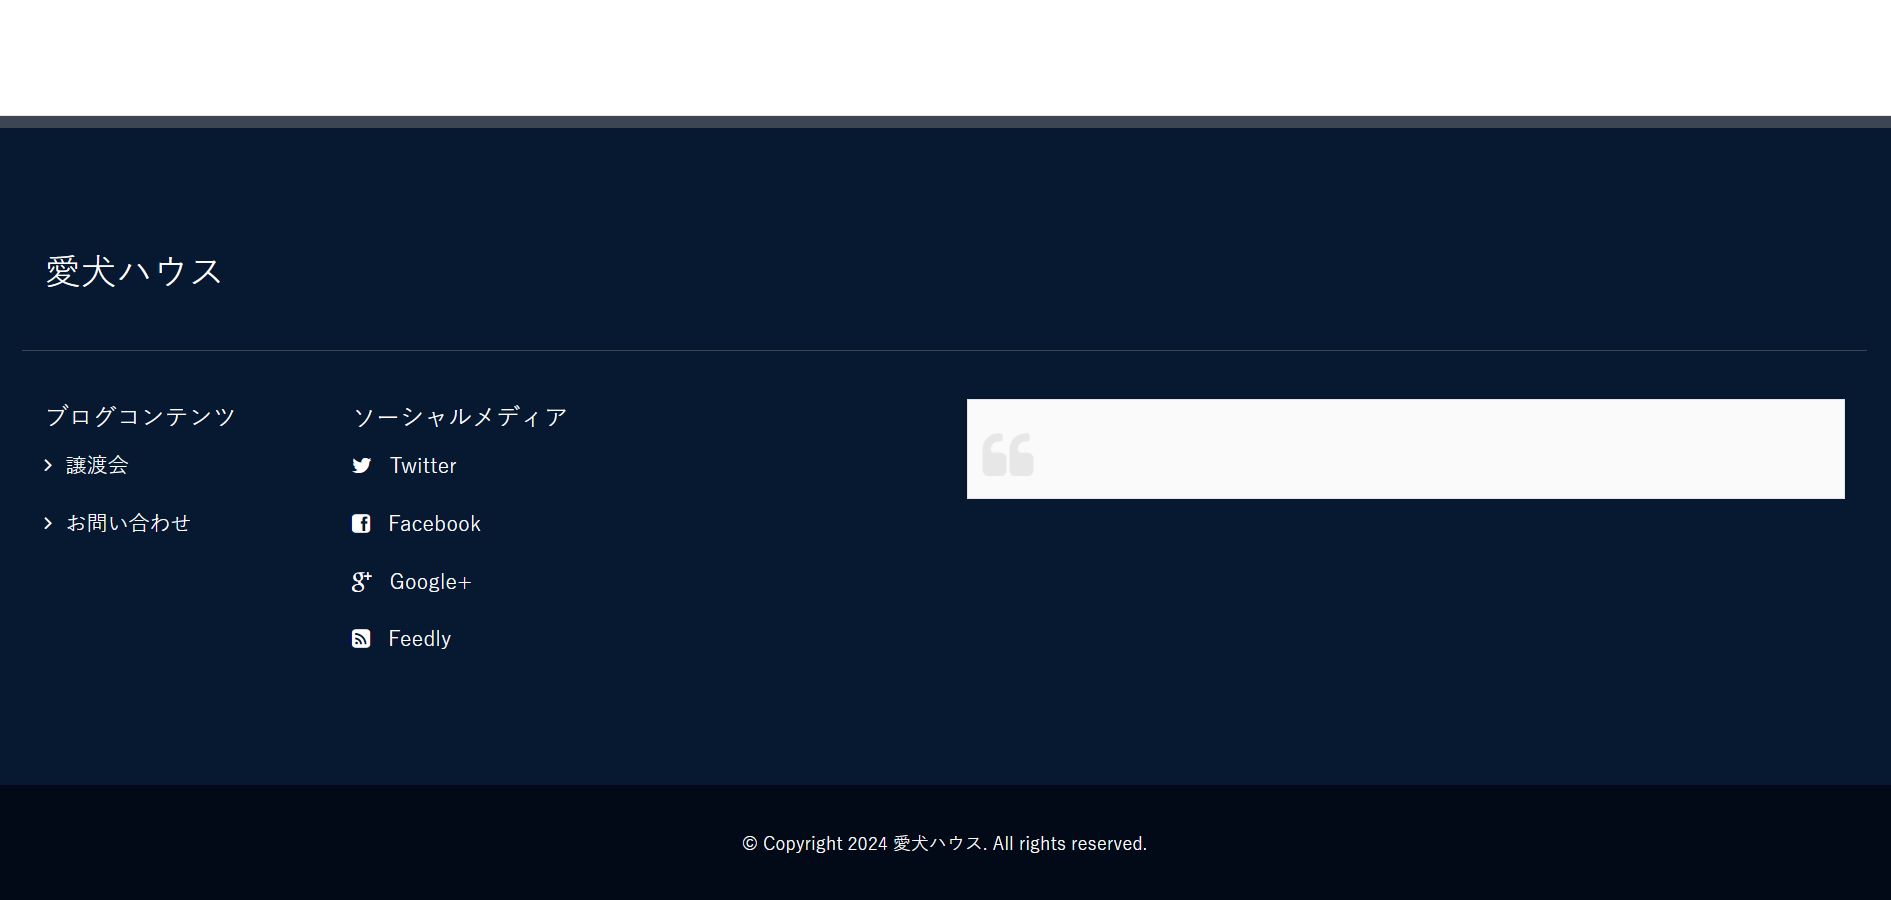 愛犬ハウス
ブログコンテンツ
譲渡会
お問い合わせ
ソーシャルメディア
Twitter
Facebook
Google+
Feedly
© Copyright 2024 愛犬ハウス. All rights reserved.